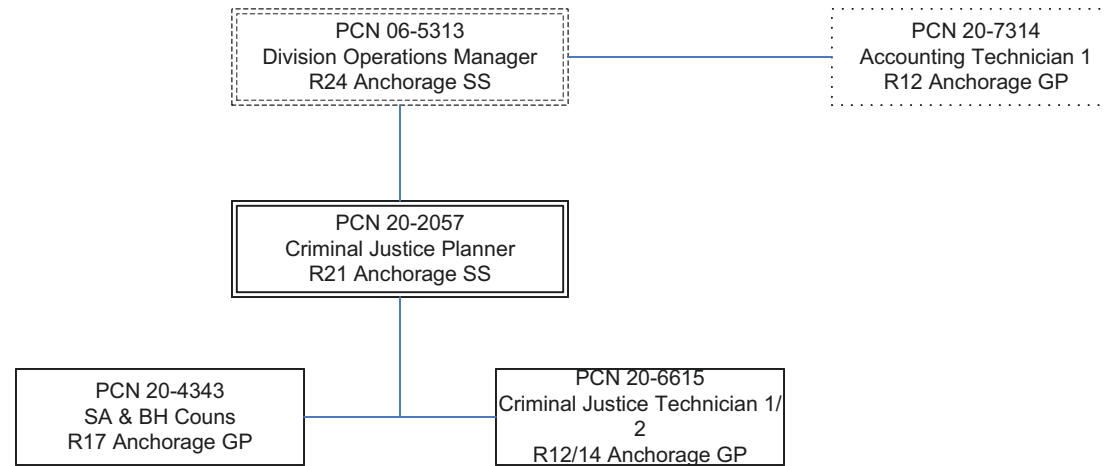 PCN 06-5313
Division Operations Manager
R24 Anchorage SS
PCN 20-7314
Accounting Technician 1
R12 Anchorage GP
PCN 20-2057
Criminal Justice Planner
R21 Anchorage SS
PCN 20-4343
SA & BH Couns
R17 Anchorage GP
PCN 20-6615
Criminal Justice Technician 1/
2
R12/14 Anchorage GP